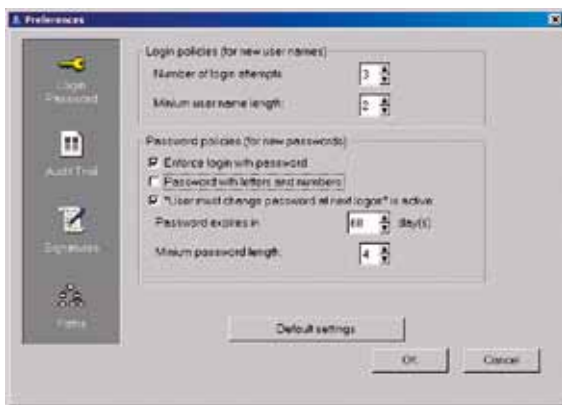 8. Preferences
Login policies (for new user names)
Number of login attempts
3
Minium user name length:
2
Login
Password
Password policies (for new passwords)
Enforce login with password
Audit Trial
Password with letters and numbers
"User must change password at next logon" is active
Password expires in
60
day(s)
Signatures
Minium password length:
4
Paths
Default settings
OK
Cancel